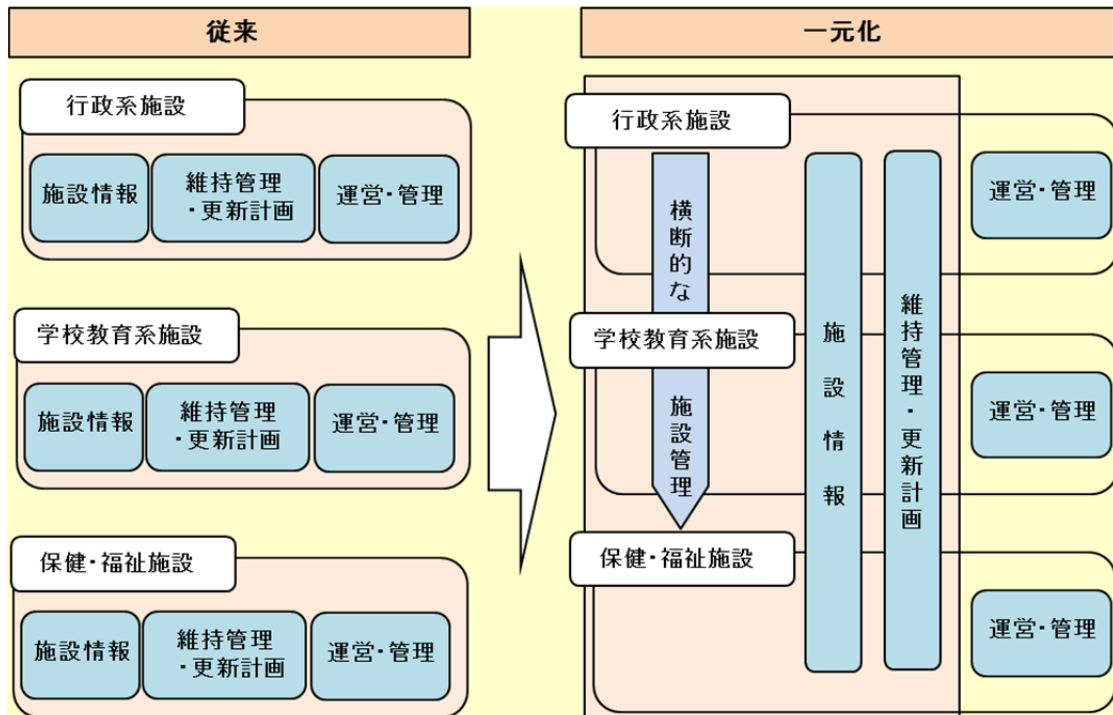 従来
行政系施設
施設情報
維持管理
・更新計画
運営・管理
学校教育系施設
施設情報
維持管理
・更新計画
運営・管理
保健・福祉施設
施設情報
維持管理
・更新計画
運営・管理
一元化
行政系施設
横断的な
施設管理
施設情報
維持管理・更新計画
運営・管理
学校教育系施設
運営・管理
保健・福祉施設
運営・管理